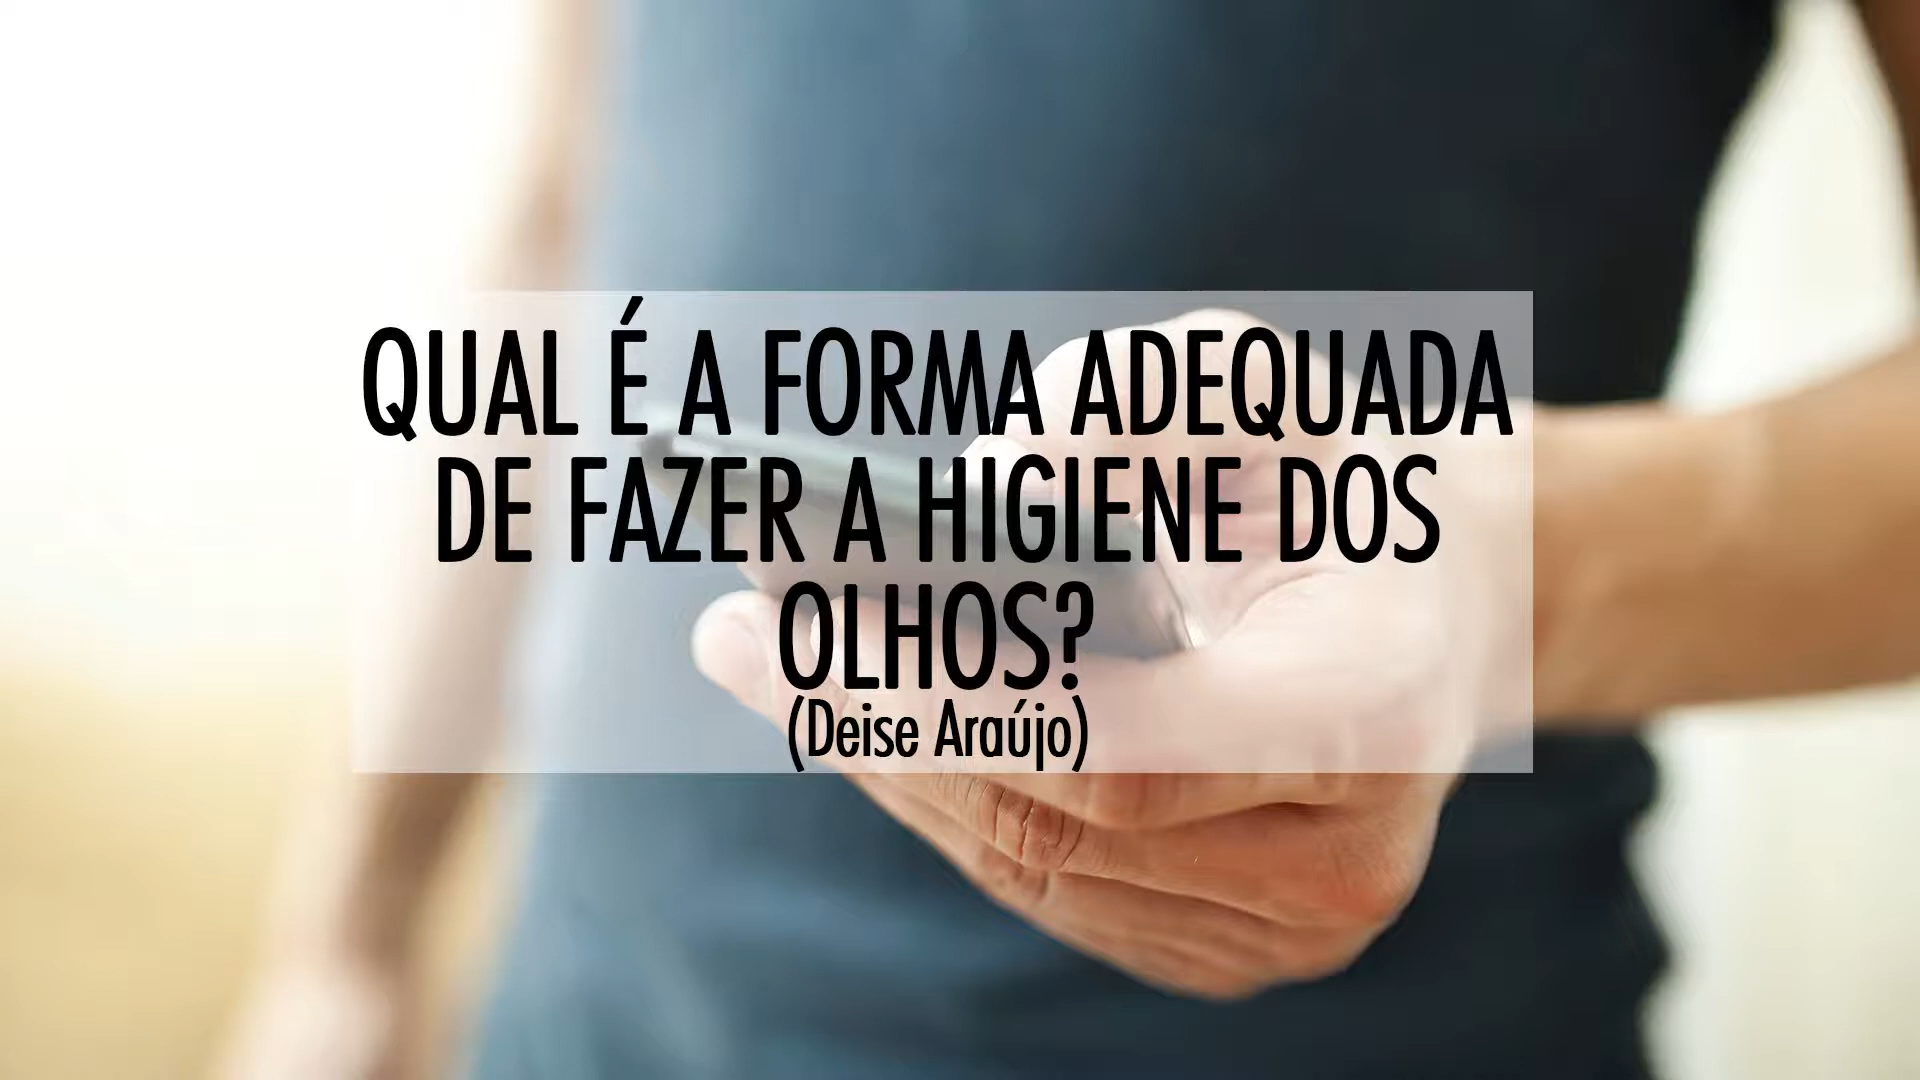 QUAL É A FORMA ADEQUADA
DE FAZER A HIGIENE DOS
OLHOS?
(Deise Araújo)